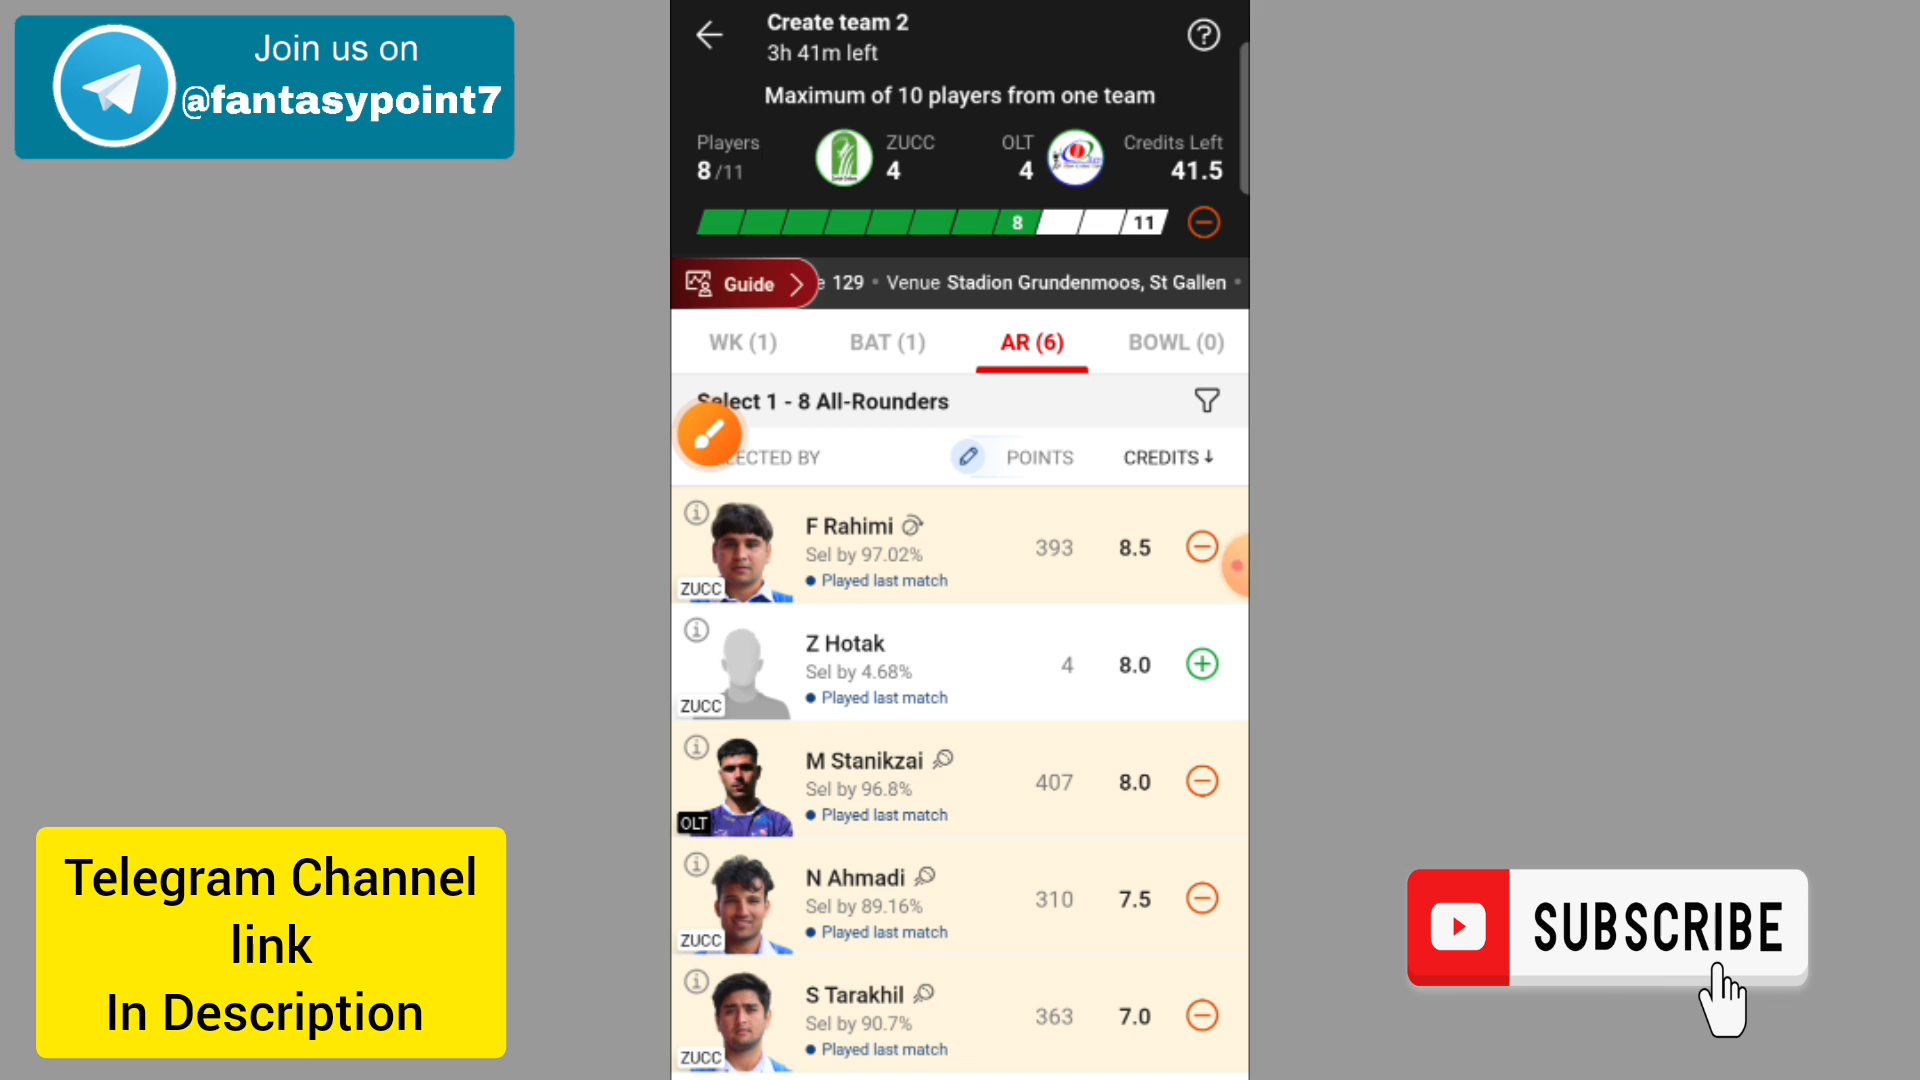 Join us on
@fantasypoint7
Create team 2
3h 41m left
Maximum of 10 players from one team
Players
8/11
ZUCC
4
OLT
4
Credits Left
41.5
8
11
Guide
129 • Venue Stadion Grundenmoos, St Gallen •
WK (1)
BAT (1)
AR (6)
BOWL (0)
Select 1 - 8 All-Rounders
ECTED BY
POINTS
CREDITS↓
F Rahimi
Sel by 97.02%
Played last match
ZUCC
393
8.5
Z Hotak
Sel by 4.68%
Played last match
ZUCC
4
8.0
M Stanikzai
Sel by 96.8%
Played last match
OLT
407
8.0
N Ahmadi
Sel by 89.16%
Played last match
ZUCC
310
7.5
S Tarakhil
Sel by 90.7%
Played last match
ZUCC
363
7.0
Telegram Channel
link
In Description
SUBSCRIBE